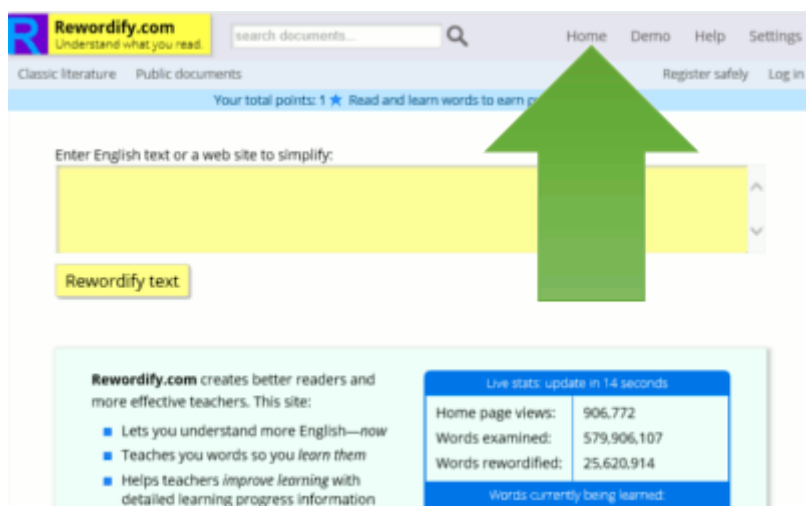 R
Rewordify.com
Understand what you read.
search documents...
Home Demo Help Settings
Classic literature Public documents
Register safely Log in
Your total points: 1 ★ Read and learn words to earn
Enter English text or a web site to simplify:
Rewordify text
Rewordify.com creates better readers and
more effective teachers. This site:
Lets you understand more English—now
Teaches you words so you learn them
Helps teachers improve learning with
detailed learning progress information
Live stats: update in 14 seconds
Home page views: 906,772
Words examined: 579,906,107
Words rewordified: 25,620,914
Words currently being learned: